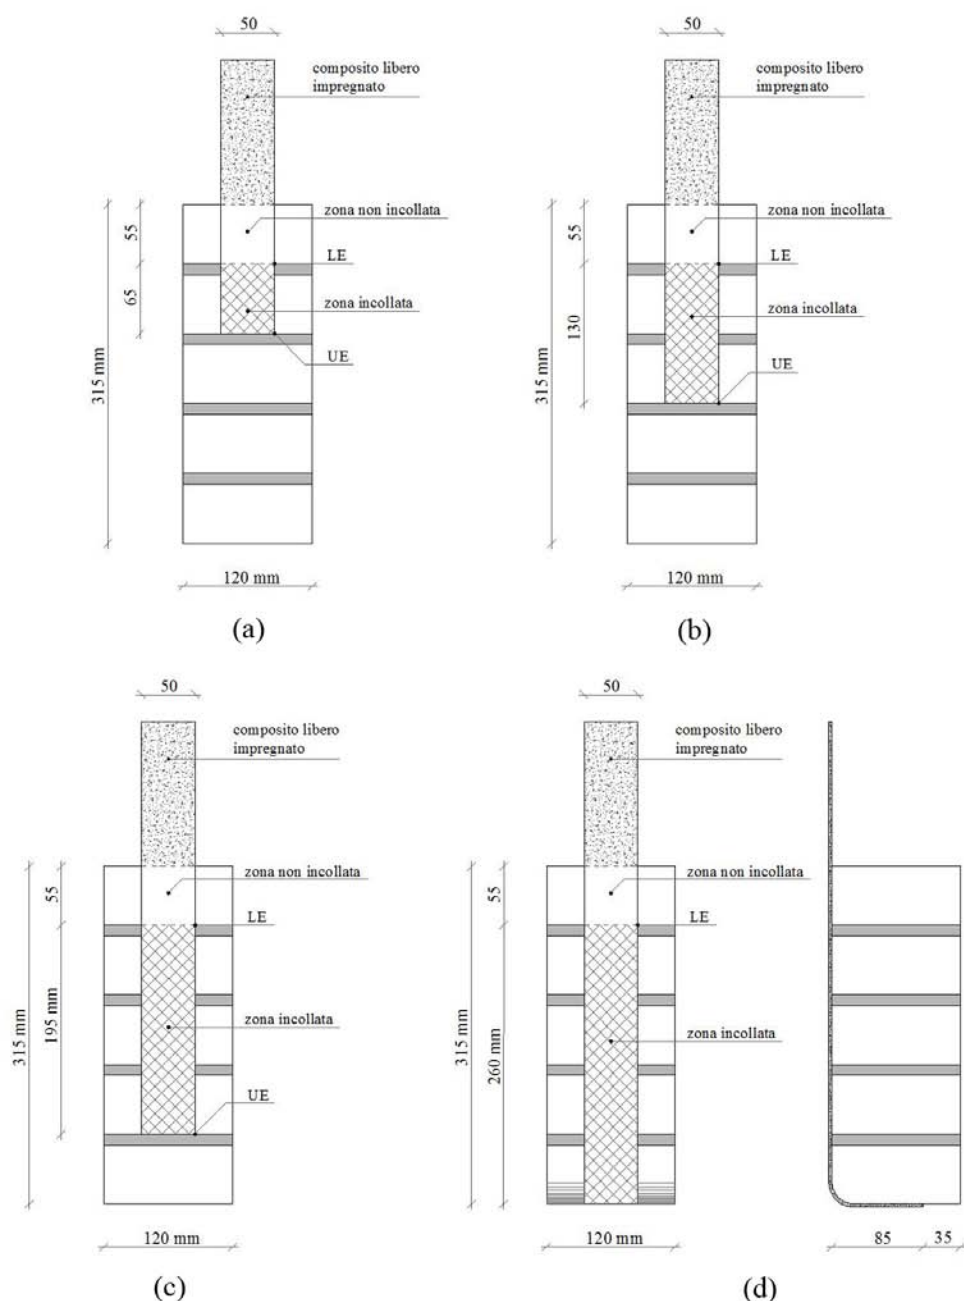 50
composito libero
impregnato
zona non incollata
LE
zona incollata
UE
55
65
315 mm
120 mm
(a)
50
composito libero
impregnato
zona non incollata
LE
zona incollata
UE
55
130
315 mm
120 mm
(b)
50
composito libero
impregnato
zona non incollata
LE
zona incollata
UE
55
195 mm
315 mm
120 mm
(c)
50
composito libero
impregnato
zona non incollata
LE
zona incollata
55
260 mm
315 mm
120 mm
85
35
(d)